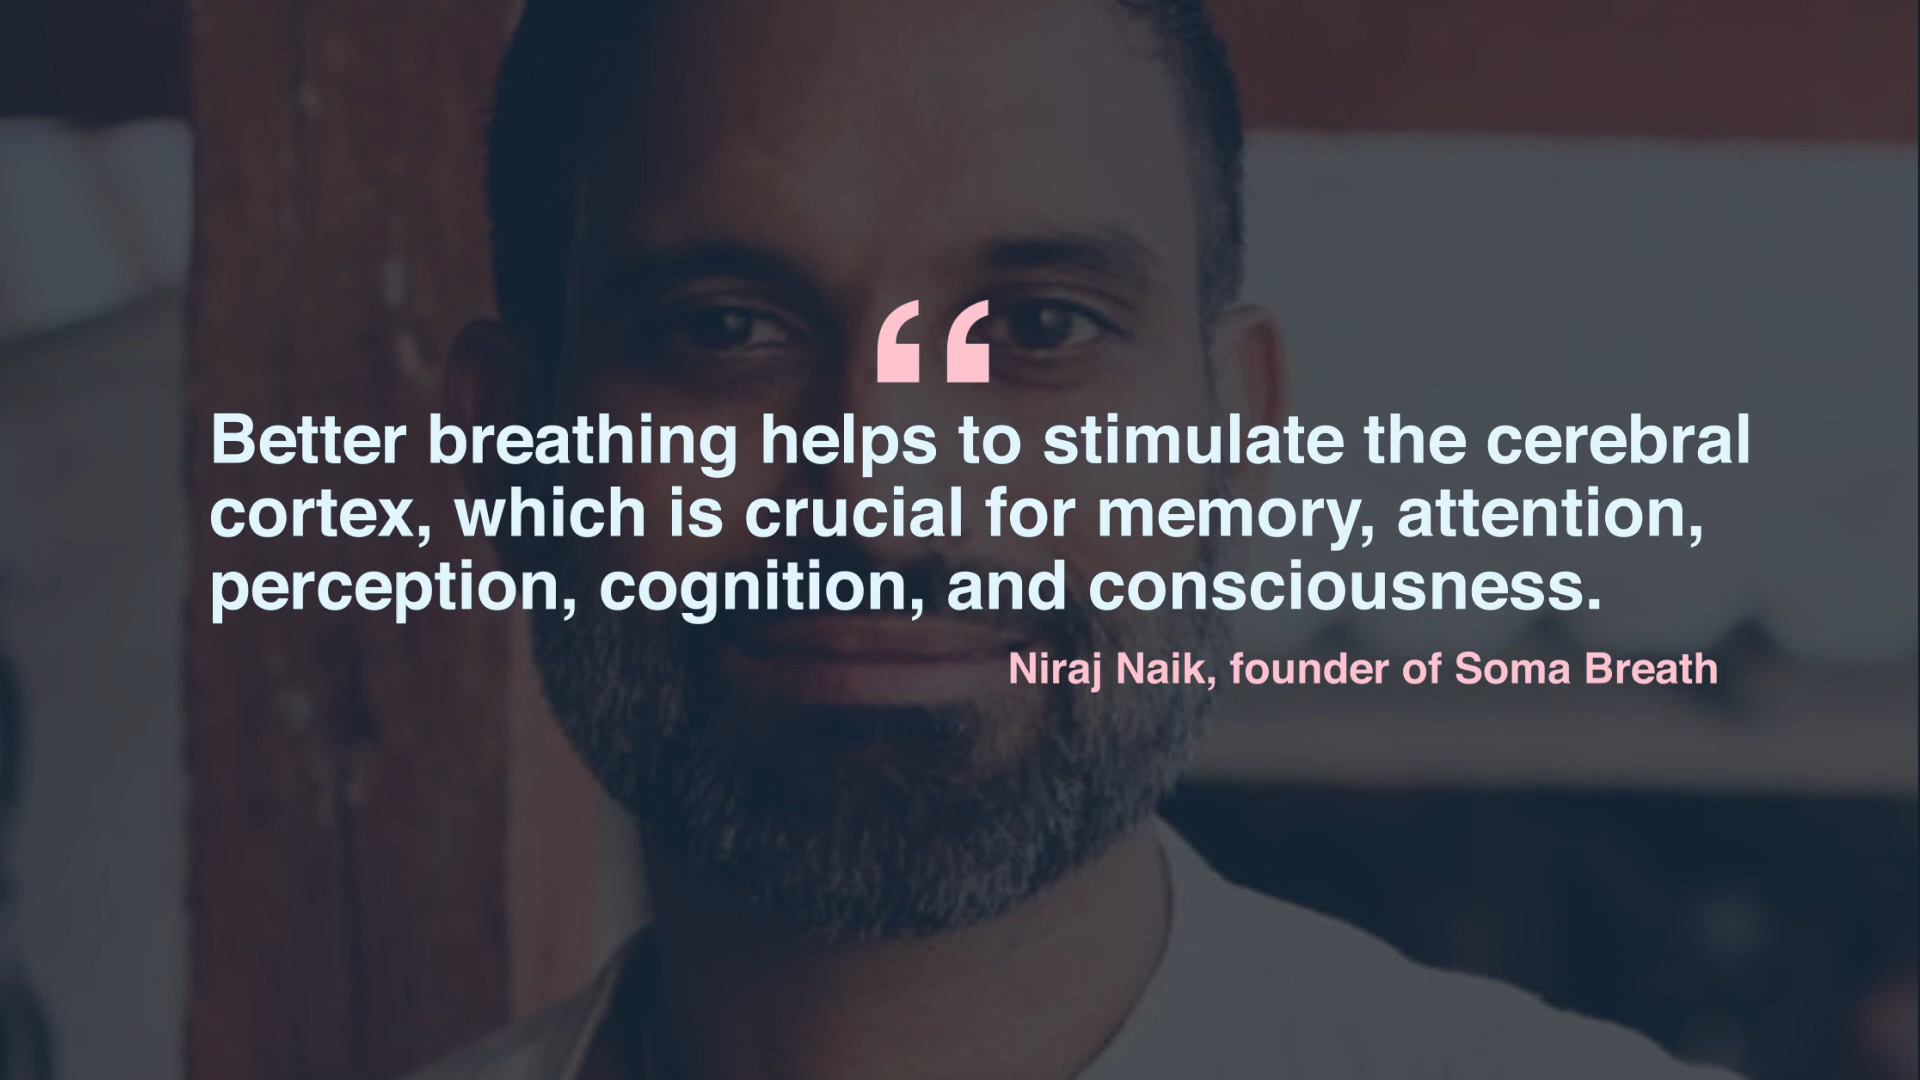 “
Better breathing helps to stimulate the cerebral
cortex, which is crucial for memory, attention,
perception, cognition, and consciousness.
Niraj Naik, founder of Soma Breath